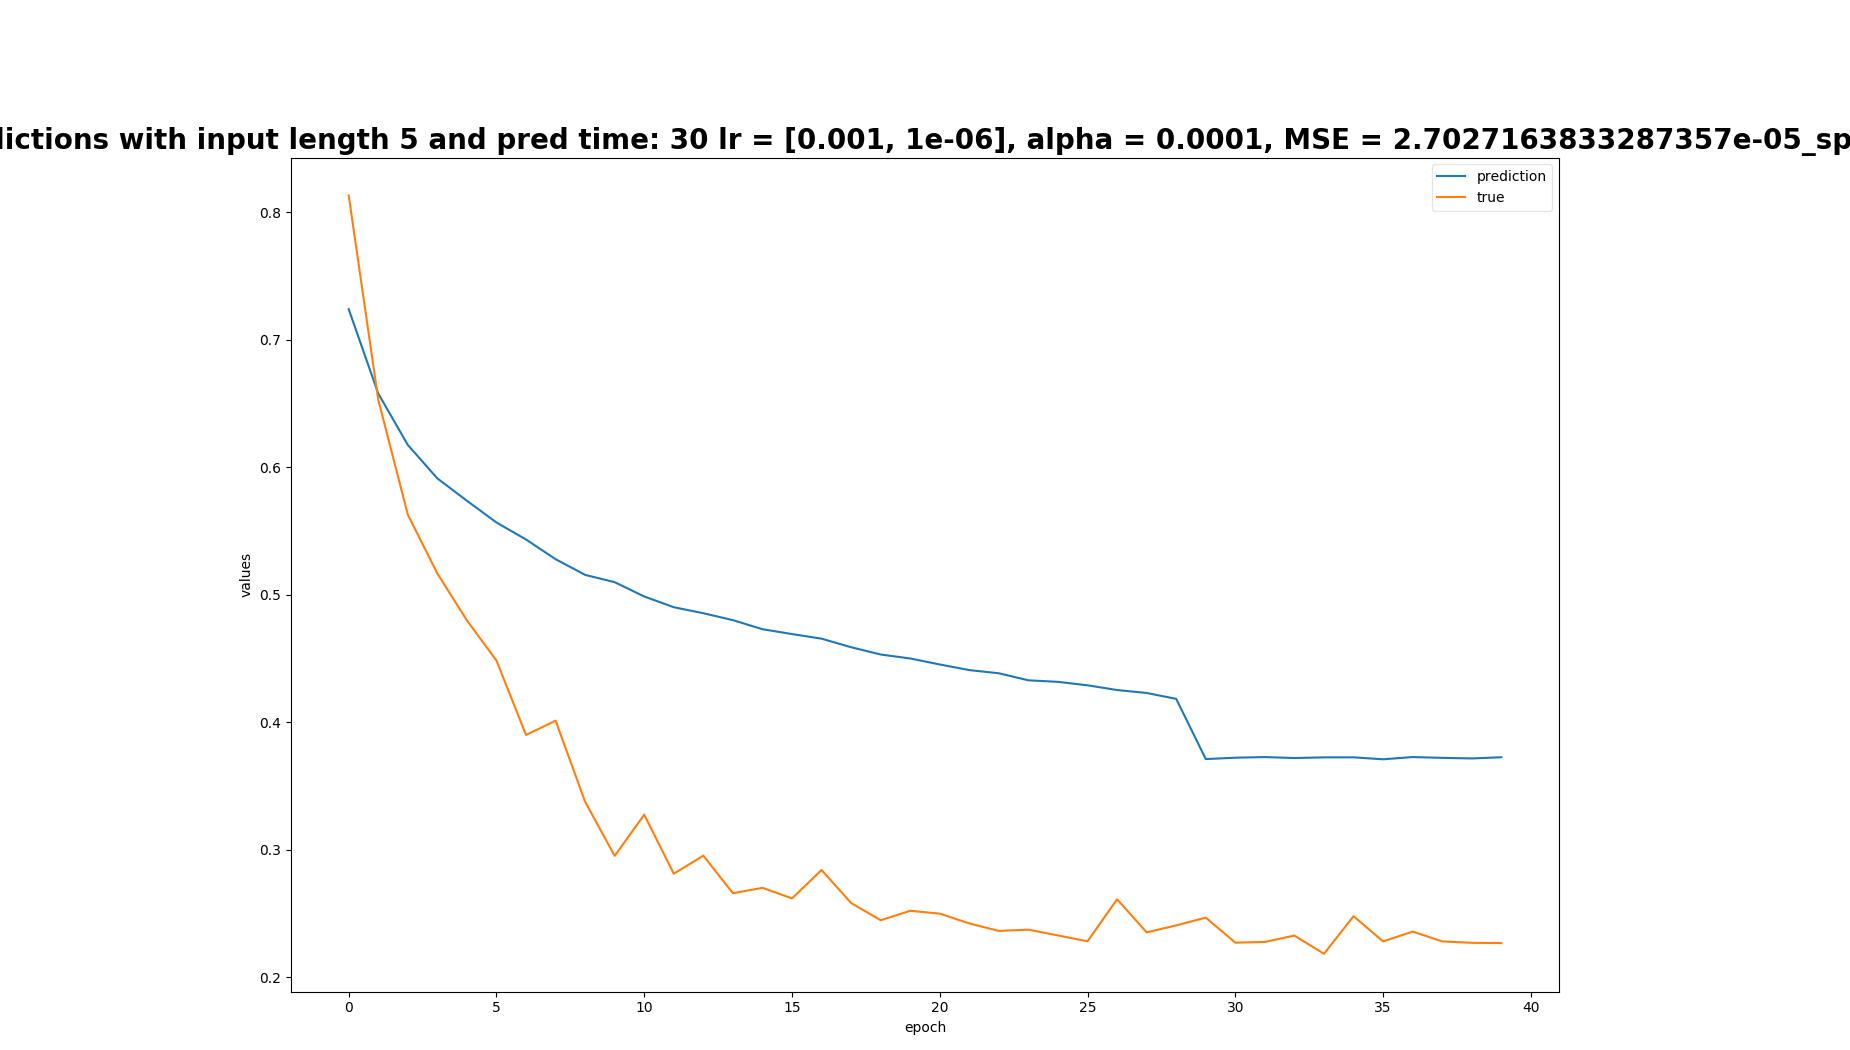 with input length 5 and pred time: 30 lr = [0.001, 1e-06], alpha = 0.0001, MSE = 2.7027163833287357e-05_sp
prediction
true
values
0.8
0.7
0.6
0.5
0.4
0.3
0.2
0 5 10 15 20 25 30 35 40
epoch